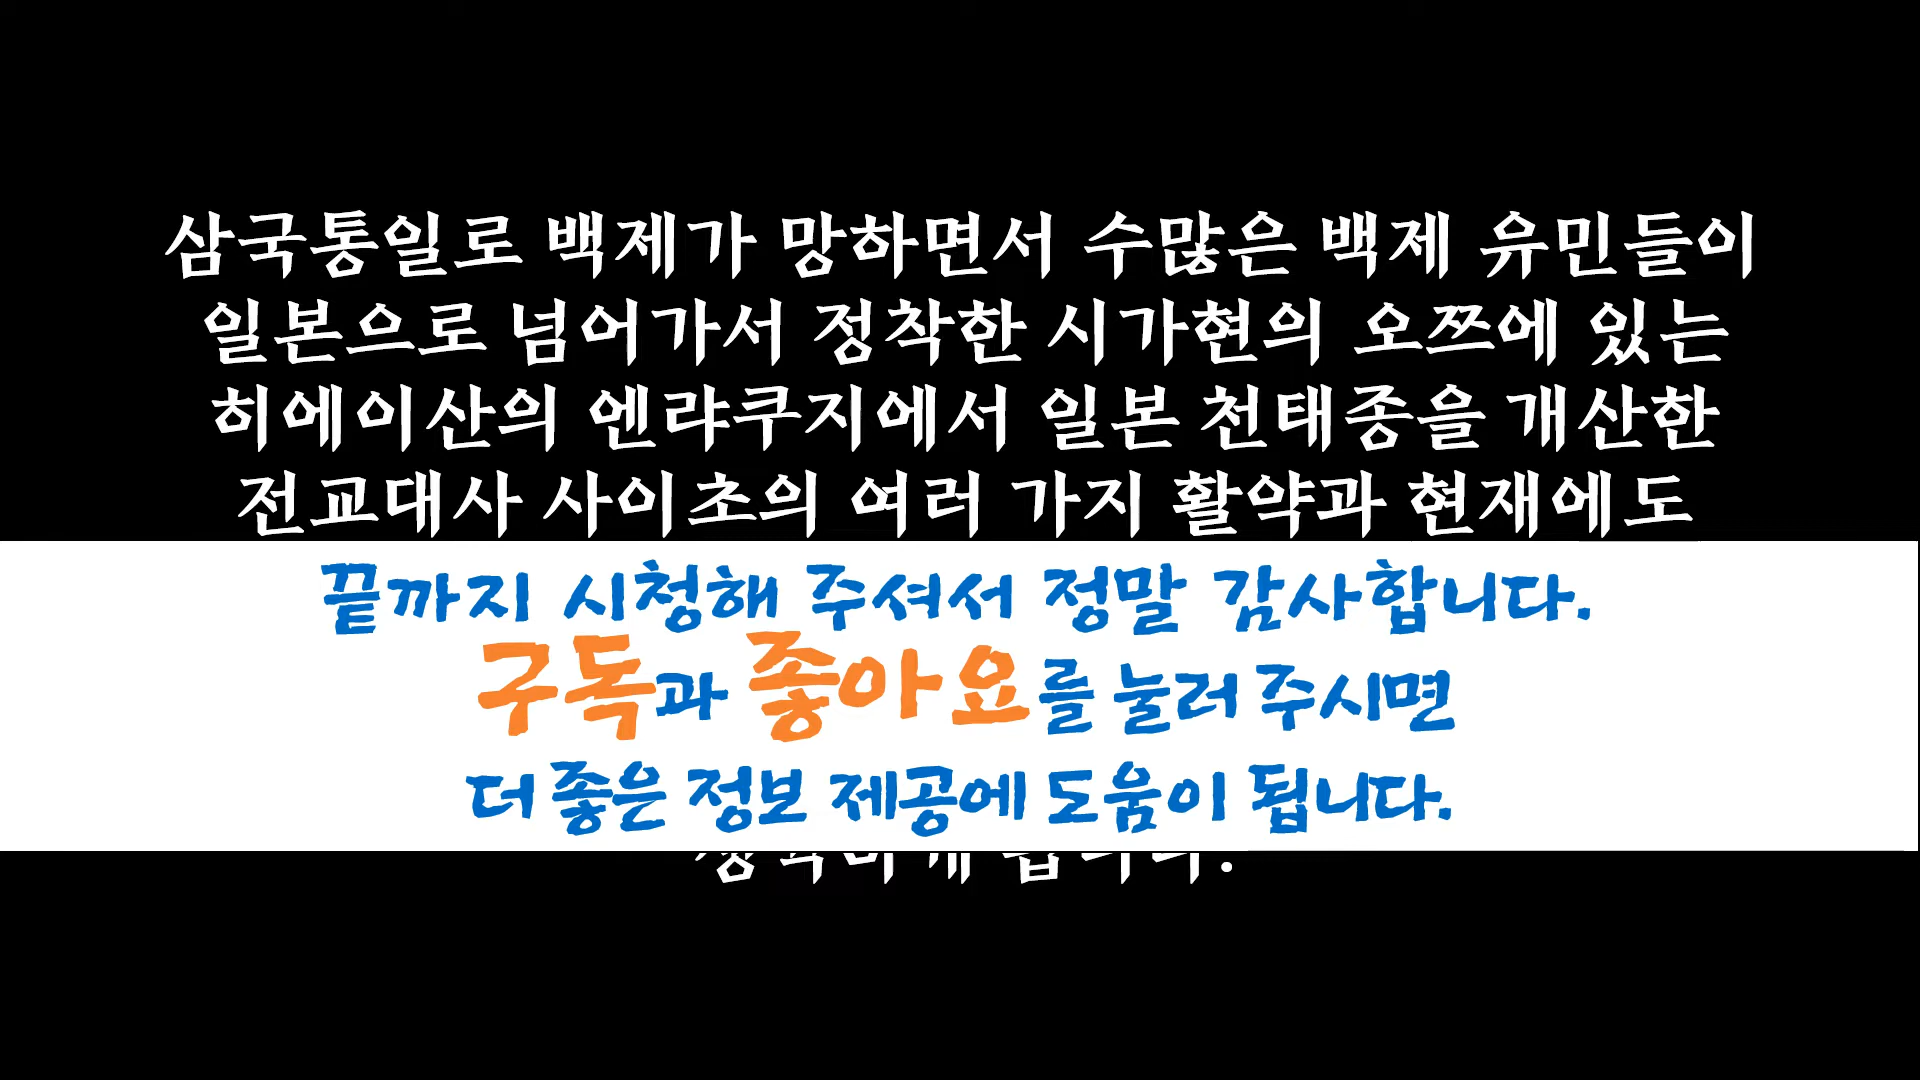 삼국통일로 백제가 망하면서 수많은 백제 유민들이
일본으로 넘어가서 정착한 시가현의 오쯔에 있는
히에이산의 엔랴쿠지에서 일본 천태종을 개산한
전교대사 사이초의 여러 가지 활약과 현재에도
끝까지 시청해 주셔서 정말 감사합니다.
구독과 좋아요를 눌러 주시면
더 좋은 정보 제공에 도움이 됩니다.